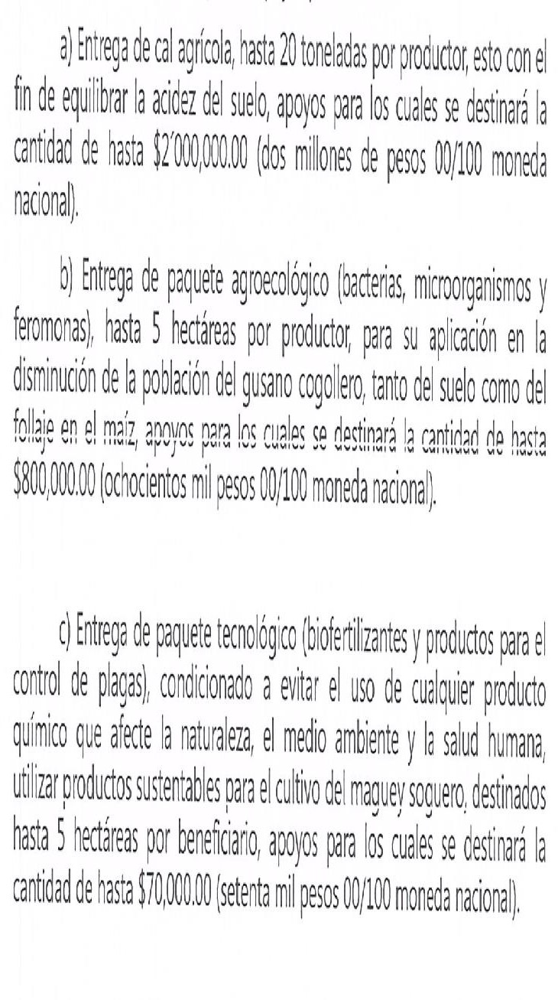 a) Entrega de cal agrícola, hasta 20 toneladas por productor, esto con el
fin de equilibrar la acidez del suelo, apoyos para los cuales se destinará la
cantidad de hasta $2´000,000.00 (dos millones de pesos 00/100 moneda
nacional).
b) Entrega de paquete agroecológico (bacterias, microorganismos y
feromonas), hasta 5 hectáreas por productor, para su aplicación en la
disminución de la población del gusano cogollero, tanto del suelo como del
follaje en el maíz, apoyos para los cuales se destinará la cantidad de hasta
$800,000.00 (ochocientos mil pesos 00/100 moneda nacional).
c) Entrega de paquete tecnológico (biofertilizantes y productos para el
control de plagas), condicionado a evitar el uso de cualquier producto
químico que afecte la naturaleza, el medio ambiente y la salud humana,
utilizar productos sustentables para el cultivo del maguey soguero, destinados
hasta 5 hectáreas por beneficiario, apoyos para los cuales se destinará la
cantidad de hasta $70,000.00 (setenta mil pesos 00/100 moneda nacional).